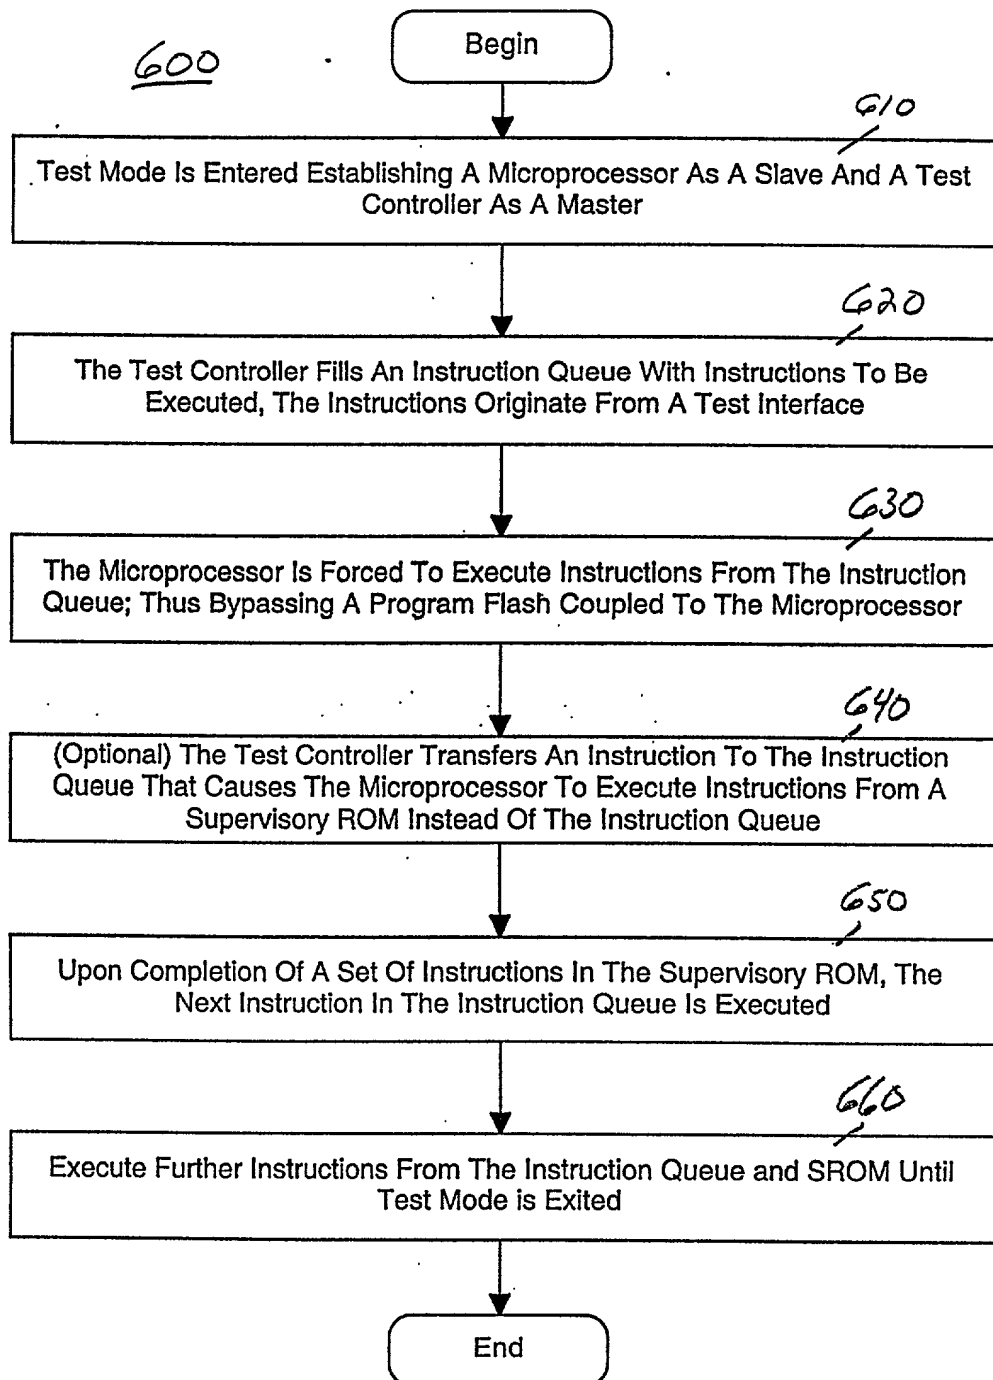 Begin
600
610
Test Mode Is Entered Establishing A Microprocessor As A Slave And A Test
Controller As A Master
620
The Test Controller Fills An Instruction Queue With Instructions To Be
Executed, The Instructions Originate From A Test Interface
630
The Microprocessor Is Forced To Execute Instructions From The Instruction
Queue; Thus Bypassing A Program Flash Coupled To The Microprocessor
640
(Optional) The Test Controller Transfers An Instruction To The Instruction
Queue That Causes The Microprocessor To Execute Instructions From A
Supervisory ROM Instead Of The Instruction Queue
650
Upon Completion Of A Set Of Instructions In The Supervisory ROM, The
Next Instruction In The Instruction Queue Is Executed
660
Execute Further Instructions From The Instruction Queue and SROM Until
Test Mode is Exited
End